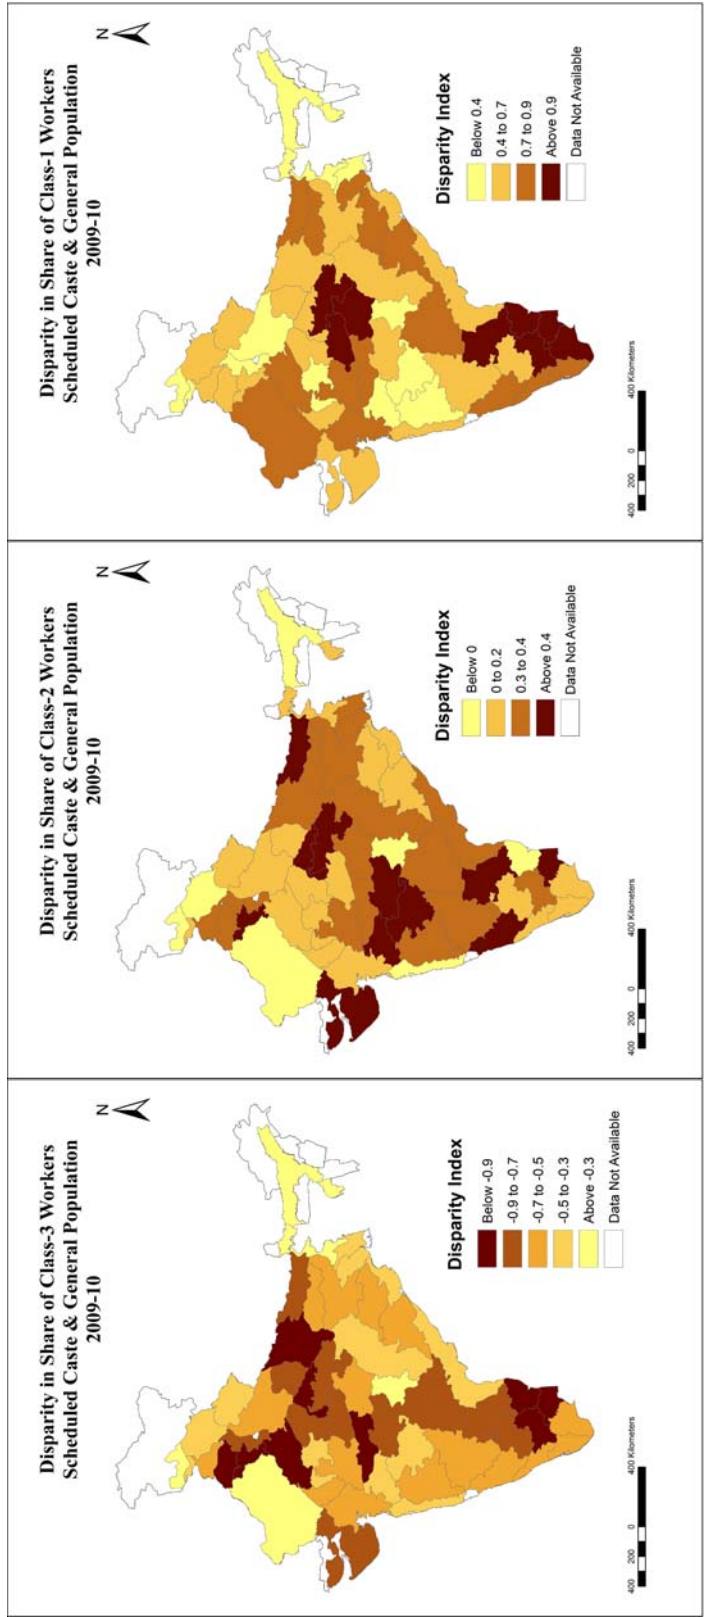 Disparity in Share of Class-1 Workers
Scheduled Caste & General Population
2009-10
N
Disparity Index
Below 0.4
0.4 to 0.7
0.7 to 0.9
Above 0.9
Data Not Available
400 200 0 400 Kilometers
Disparity in Share of Class-2 Workers
Scheduled Caste & General Population
2009-10
N
Disparity Index
Below 0
0 to 0.2
0.3 to 0.4
Above 0.4
Data Not Available
400 200 0 400 Kilometers
Disparity in Share of Class-3 Workers
Scheduled Caste & General Population
2009-10
N
Disparity Index
Below -0.9
-0.9 to -0.7
-0.7 to -0.5
-0.5 to -0.3
Above -0.3
Data Not Available
400 200 0 400 Kilometers